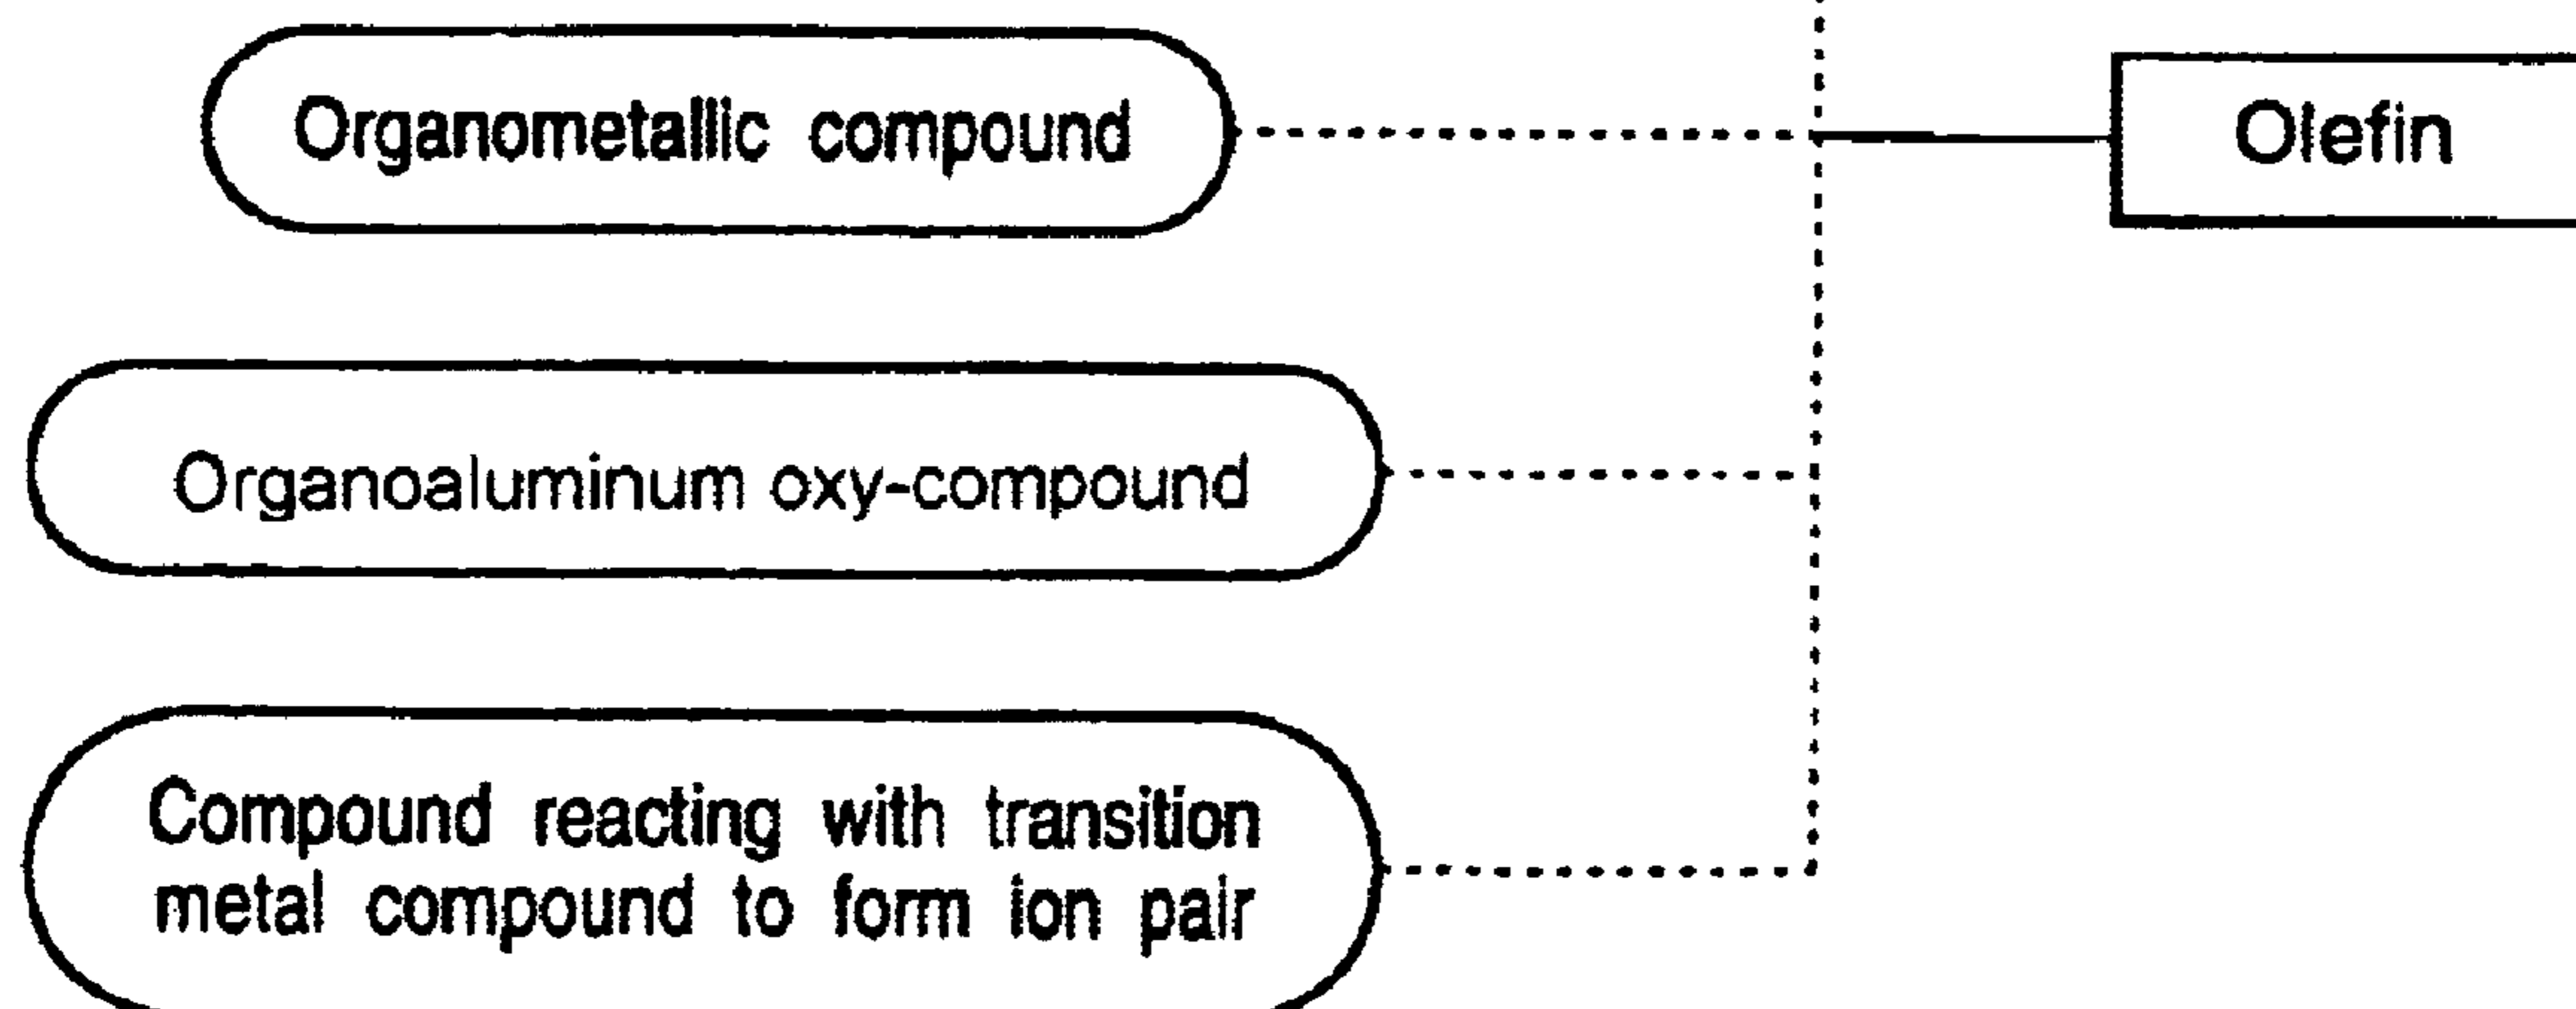 Organometallic compound
Olefin
Organoaluminum oxy-compound
Compound reacting with transition
metal compound to form ion pair